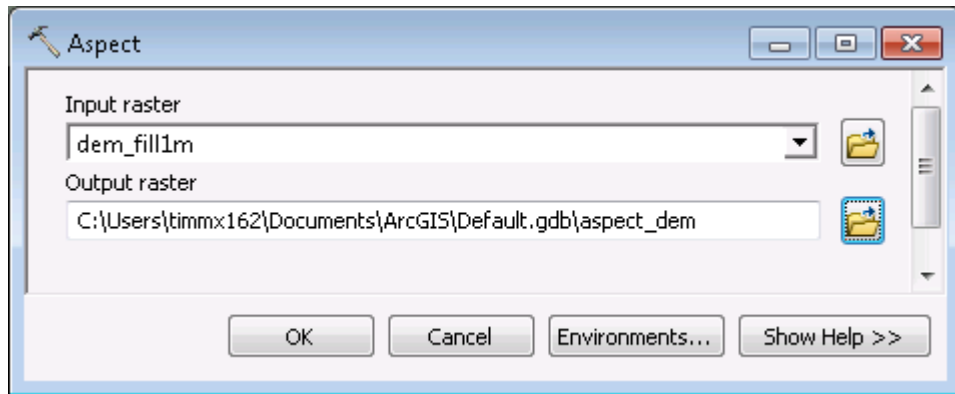 Aspect
Input raster
dem_fill1m
Output raster
C:\Users\timmx162\Documents\ArcGIS\Default.gdb\aspect_dem
OK Cancel Environments... Show Help >>